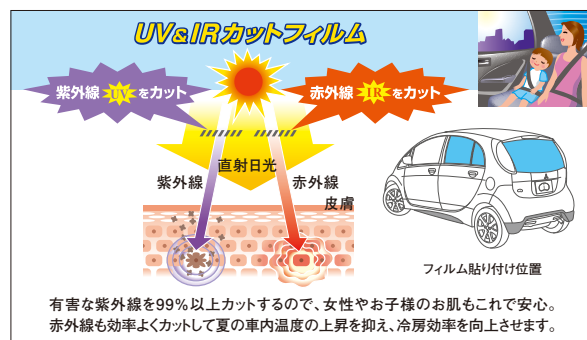 UV&IRカットフィルム
紫外線UVをカット
赤外線IRをカット
直射日光
紫外線
赤外線
皮膚
フィルム貼り付け位置
有害な紫外線を99%以上カットするので、女性やお子様のお肌もこれで安心。
赤外線も効率よくカットして夏の車内温度の上昇を抑え、冷房効率を向上させます。